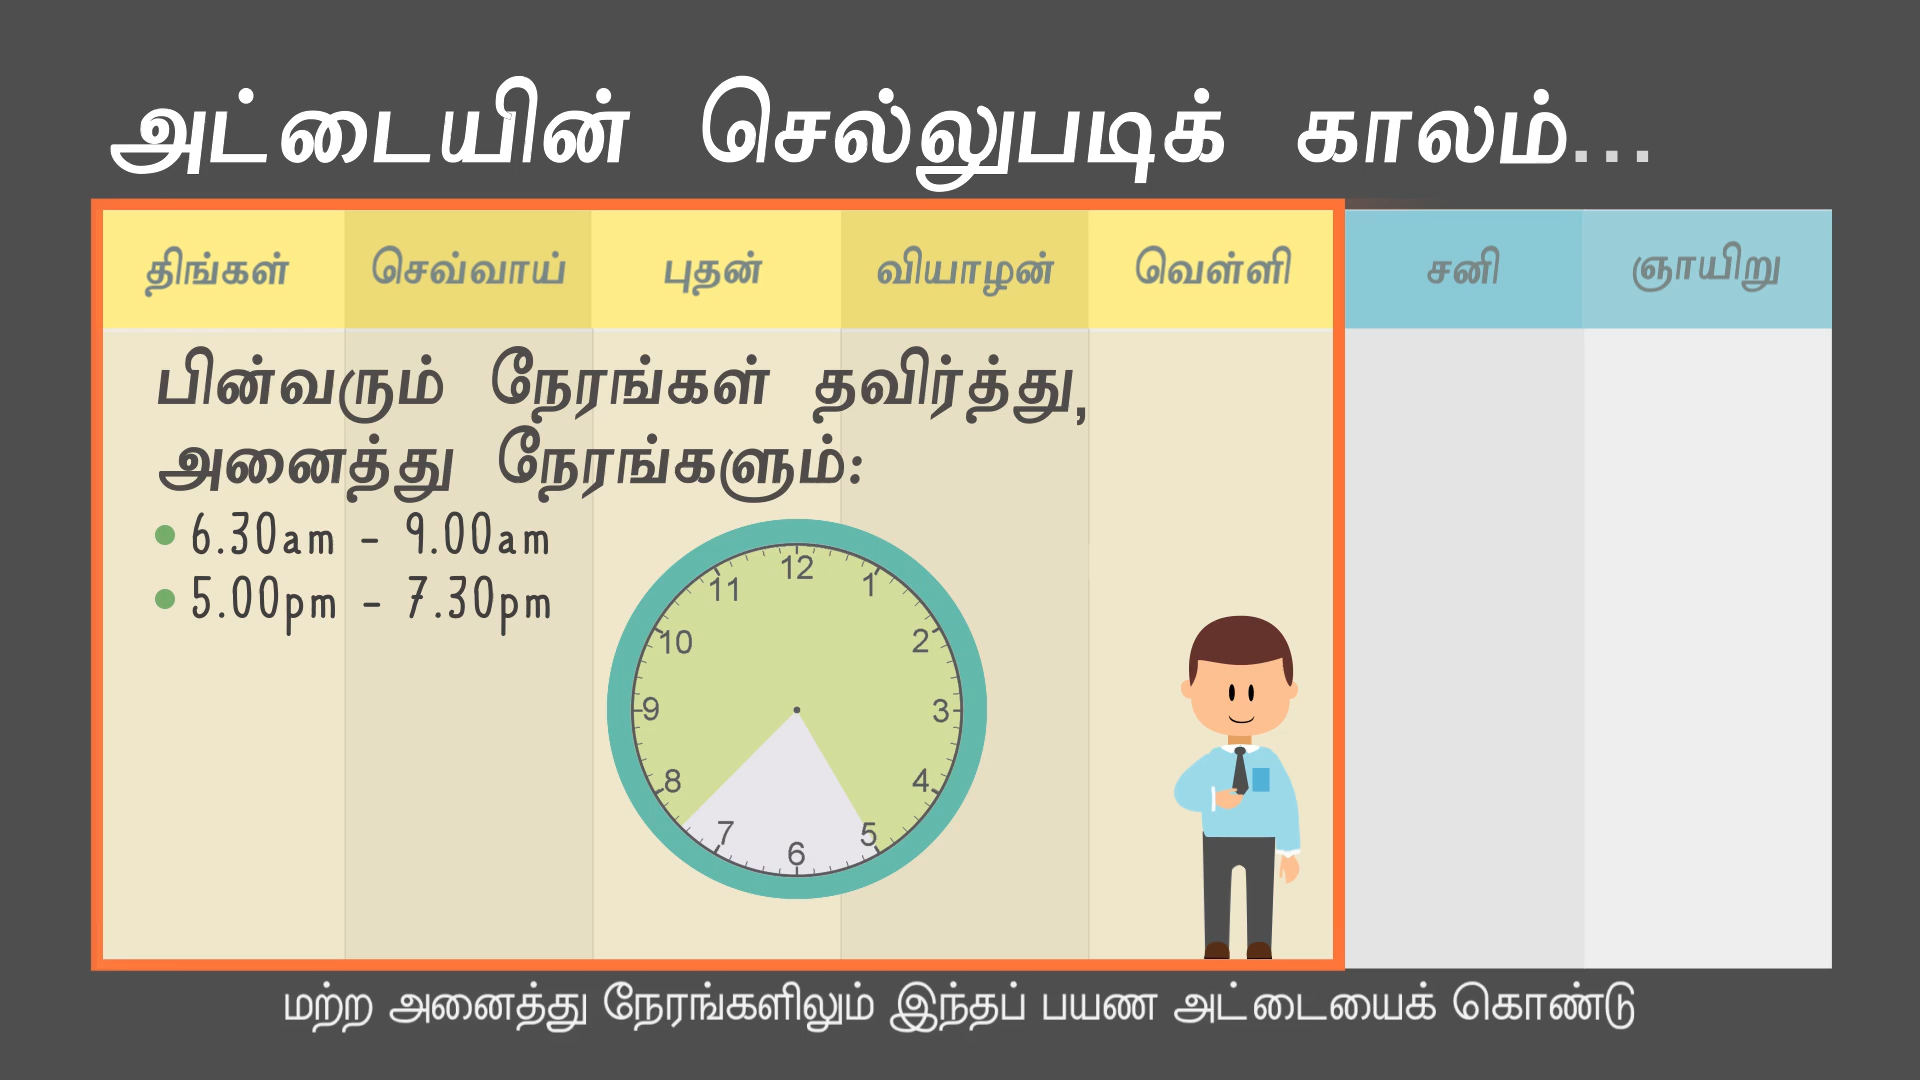 அட்டையின் செல்லுபடிக் காலம்...
திங்கள் செவ்வாய் புதன் வியாழன் வெள்ளி சனி ஞாயிறு
பின்வரும் நேரங்கள் தவிர்த்து,
அனைத்து நேரங்களும்:
6.30am - 9.00am
5.00pm - 7.30pm
12
11 1
10 2
9 3
8 4
7 5
6
மற்ற அனைத்து நேரங்களிலும் இந்தப் பயண அட்டையைக் கொண்டு